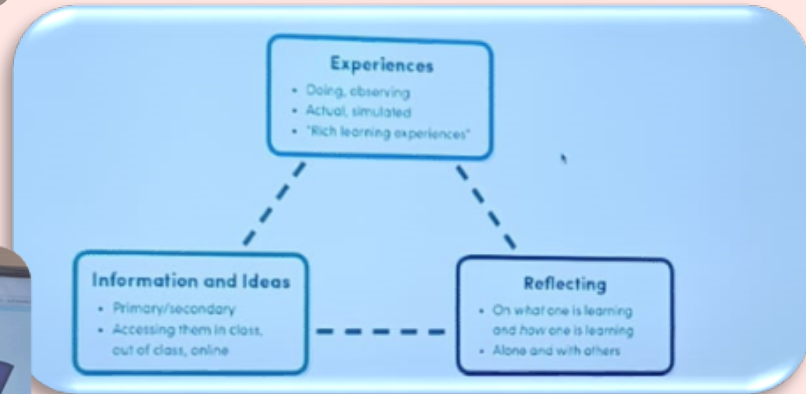 Experiences
• Doing, observing
• Actual, simulated
• "Rich learning experiences"
Information and Ideas
• Primary/secondary
• Accessing them in class,
out of class, online
Reflecting
• On what one is learning
and how one is learning
• Alone and with others